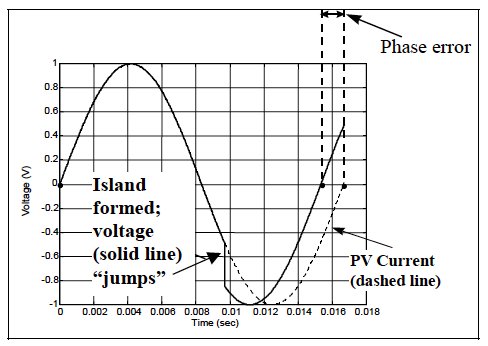 Phase error
1
0.8
0.6
0.4
0.2
0
-0.2
-0.4
-0.6
-0.8
-1
Voltage (V)
Island
formed;
voltage
(solid line)
“jumps”
PV Current
(dashed line)
0 0.002 0.004 0.006 0.008 0.01 0.012 0.014 0.016 0.018
Time (sec)